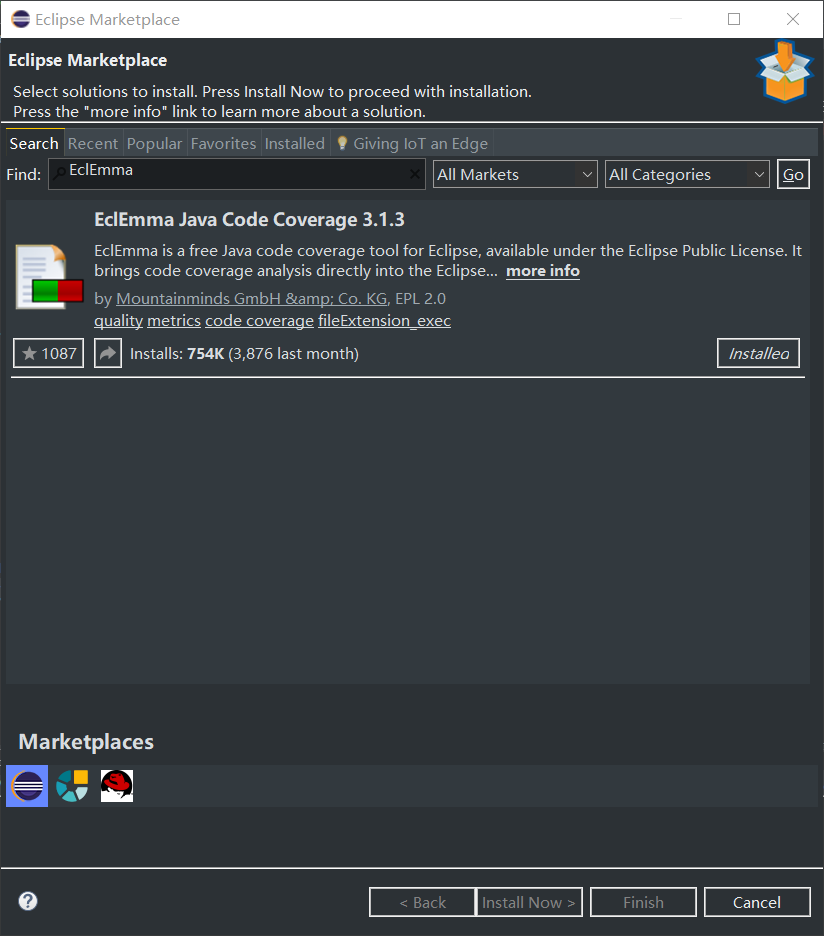 Eclipse Marketplace
Eclipse Marketplace
Select solutions to install. Press Install Now to proceed with installation.
Press the "more info" link to learn more about a solution.
Search Recent Popular Favorites Installed Giving IoT an Edge
Find: EclEmma All Markets All Categories Go
EclEmma Java Code Coverage 3.1.3
EclEmma is a free Java code coverage tool for Eclipse, available under the Eclipse Public License. It
brings code coverage analysis directly into the Eclipse... more info
by Mountainminds GmbH &amp; Co. KG, EPL 2.0
quality metrics code coverage fileExtension_exec
1087 Installs: 754K (3,876 last month) Installed
Marketplaces
? < Back Install Now > Finish Cancel